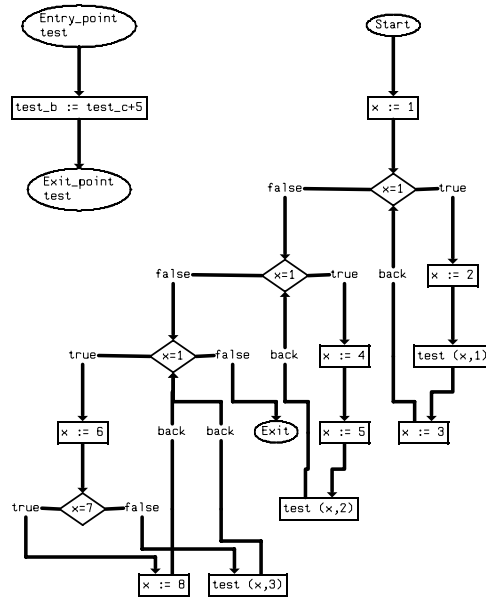 Entry_point
test
Start
test_b := test_c+5
x := 1
Exit_point
test
false
x=1
true
false
x=1
true
back
x := 2
true
x=1
false
back
x := 4
test (x,1)
x := 6
back
back
Exit
x := 5
x := 3
true
x=7
false
test (x,2)
x := 8
test (x,3)